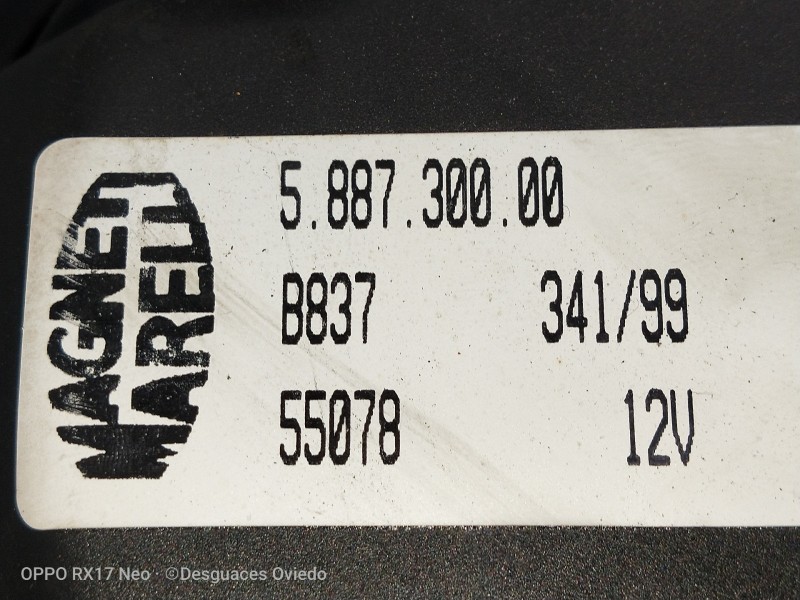 MAGNETI
MARELLI
5.887.300.00
B837 341/99
55078 12V
OPPO RX17 Neo · ©Desguaces Oviedo